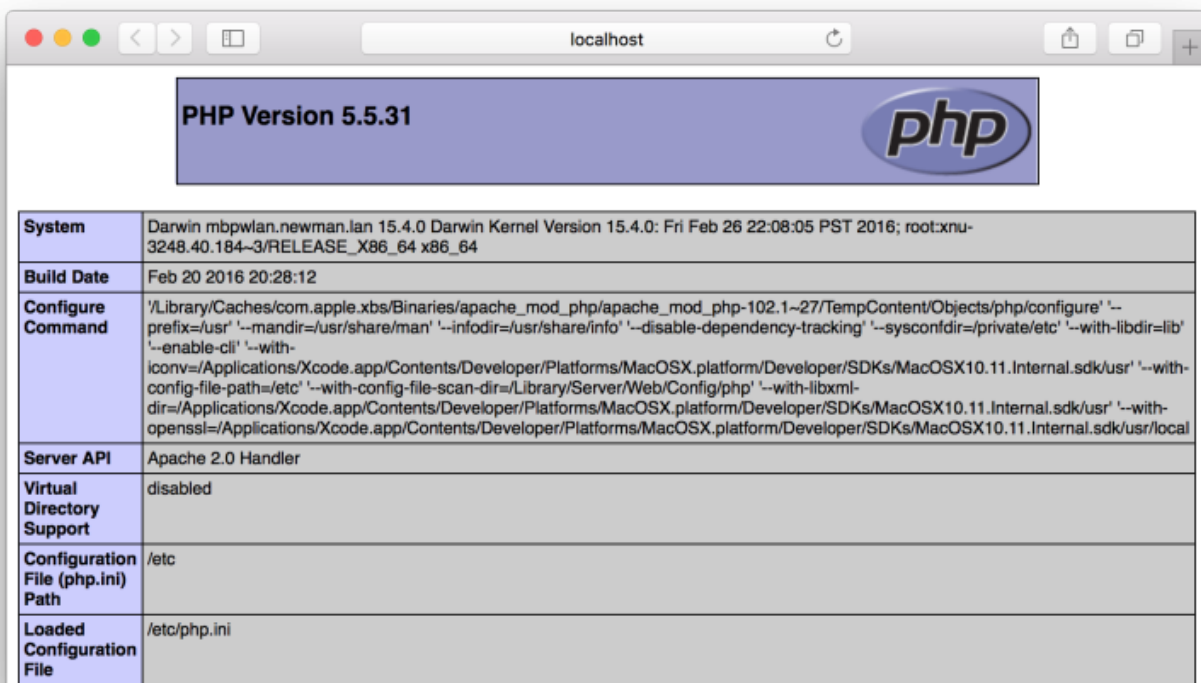 localhost
PHP Version 5.5.31
php
System
Darwin mbpwlan.newman.lan 15.4.0 Darwin Kernel Version 15.4.0: Fri Feb 26 22:08:05 PST 2016; root:xnu-
3248.40.184~3/RELEASE_X86_64 x86_64
Build Date
Feb 20 2016 20:28:12
Configure
Command
'/Library/Caches/com.apple.xbs/Binaries/apache_mod_php/apache_mod_php-102.1~27/TempContent/Objects/php/configure' '--
prefix=/usr' '--mandir=/usr/share/man' '--infodir=/usr/share/info' '--disable-dependency-tracking' '--sysconfdir=/private/etc' '--with-libdir=lib'
'--enable-cli' '--with-
iconv=/Applications/Xcode.app/Contents/Developer/Platforms/MacOSX.platform/Developer/SDKs/MacOSX10.11.Internal.sdk/usr' '--with-
config-file-path=/etc' '--with-config-file-scan-dir=/Library/Server/Web/Config/php' '--with-libxml-
dir=/Applications/Xcode.app/Contents/Developer/Platforms/MacOSX.platform/Developer/SDKs/MacOSX10.11.Internal.sdk/usr' '--with-
openssl=/Applications/Xcode.app/Contents/Developer/Platforms/MacOSX.platform/Developer/SDKs/MacOSX10.11.Internal.sdk/usr/local
Server API
Apache 2.0 Handler
Virtual
Directory
Support
disabled
Configuration
File (php.ini)
Path
/etc
Loaded
Configuration
File
/etc/php.ini